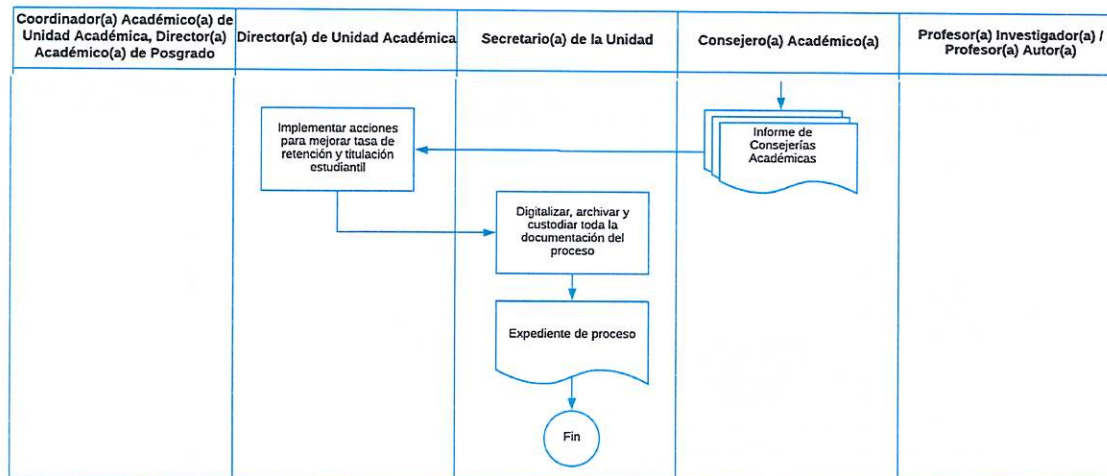 Coordinador(a) Académico(a) de
Unidad Académica, Director(a)
Académico(a) de Posgrado
Director(a) de Unidad Académica
Secretario(a) de la Unidad
Consejero(a) Académico(a)
Profesor(a) Investigador(a) /
Profesor(a) Autor(a)
Informe de
Consejerías
Académicas
Implementar acciones
para mejorar tasa de
retención y titulación
estudiantil
Digitalizar, archivar y
custodiar toda la
documentación del
proceso
Expediente de proceso
Fin